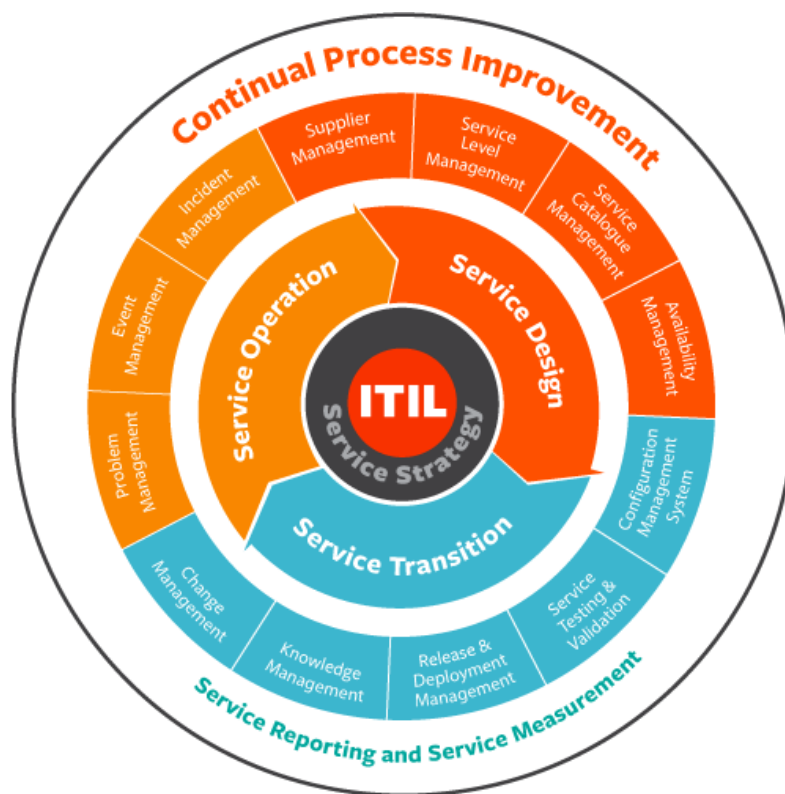 Continual Process Improvement
Supplier
Management
Service
Level
Management
Service
Catalogue
Management
Availability
Management
Configuration
Management
System
Service
Testing &
Validation
Release &
Deployment
Management
Knowledge
Management
Change
Management
Problem
Management
Event
Management
Incident
Management
Service Design
Service Transition
Service Operation
ITIL
Service Strategy
Service Reporting and Service Measurement